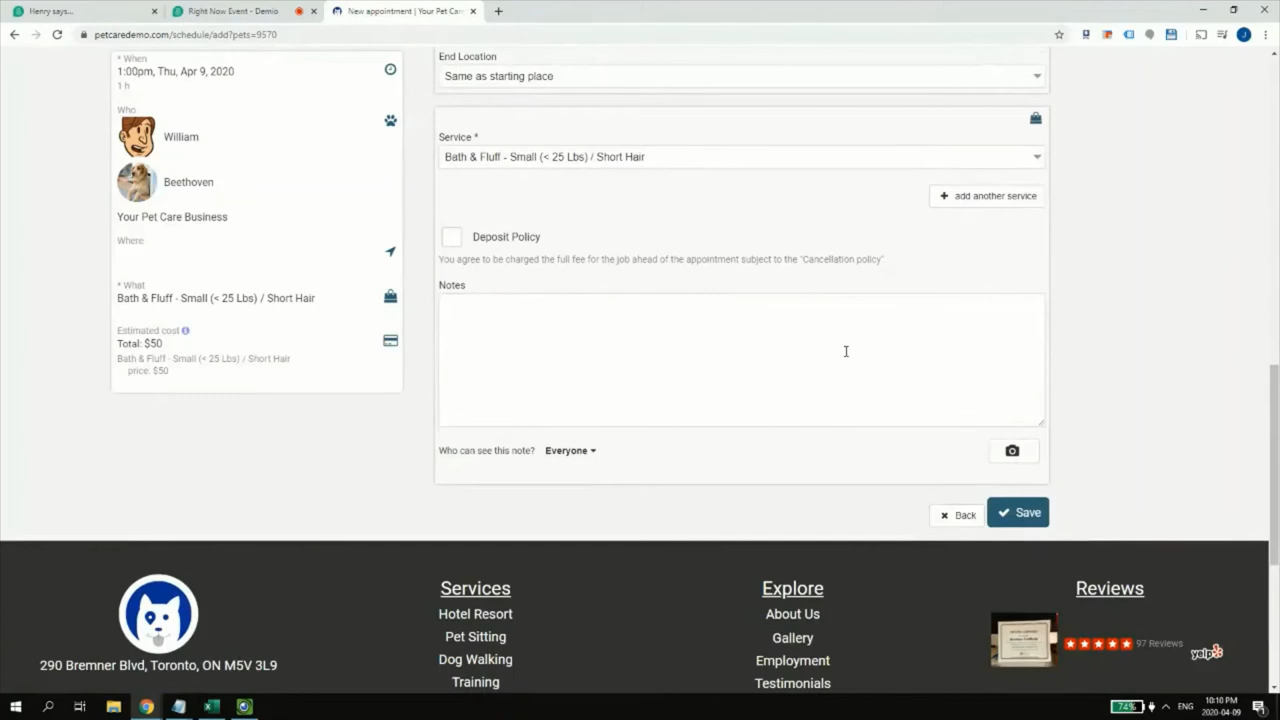 Henry says...
Right Now Event - Demio
New appointment | Your Pet Care
petcaredemo.com/schedule/add?pets=9570
* When
1:00pm, Thu, Apr 9, 2020
1 h
Who
William
Beethoven
Your Pet Care Business
Where
* What
Bath & Fluff - Small (< 25 Lbs) / Short Hair
Estimated cost
Total: $50
Bath & Fluff - Small (< 25 Lbs) / Short Hair
price: $50
End Location
Same as starting place
Service *
Bath & Fluff - Small (< 25 Lbs) / Short Hair
add another service
Deposit Policy
You agree to be charged the full fee for the job ahead of the appointment subject to the "Cancellation policy"
Notes
Who can see this note? Everyone
Back
Save
290 Bremner Blvd, Toronto, ON M5V 3L9
Services
Hotel Resort
Pet Sitting
Dog Walking
Training
Explore
About Us
Gallery
Employment
Testimonials
Reviews
97 Reviews
yelp
74%
ENG
10:10 PM
2020-04-09